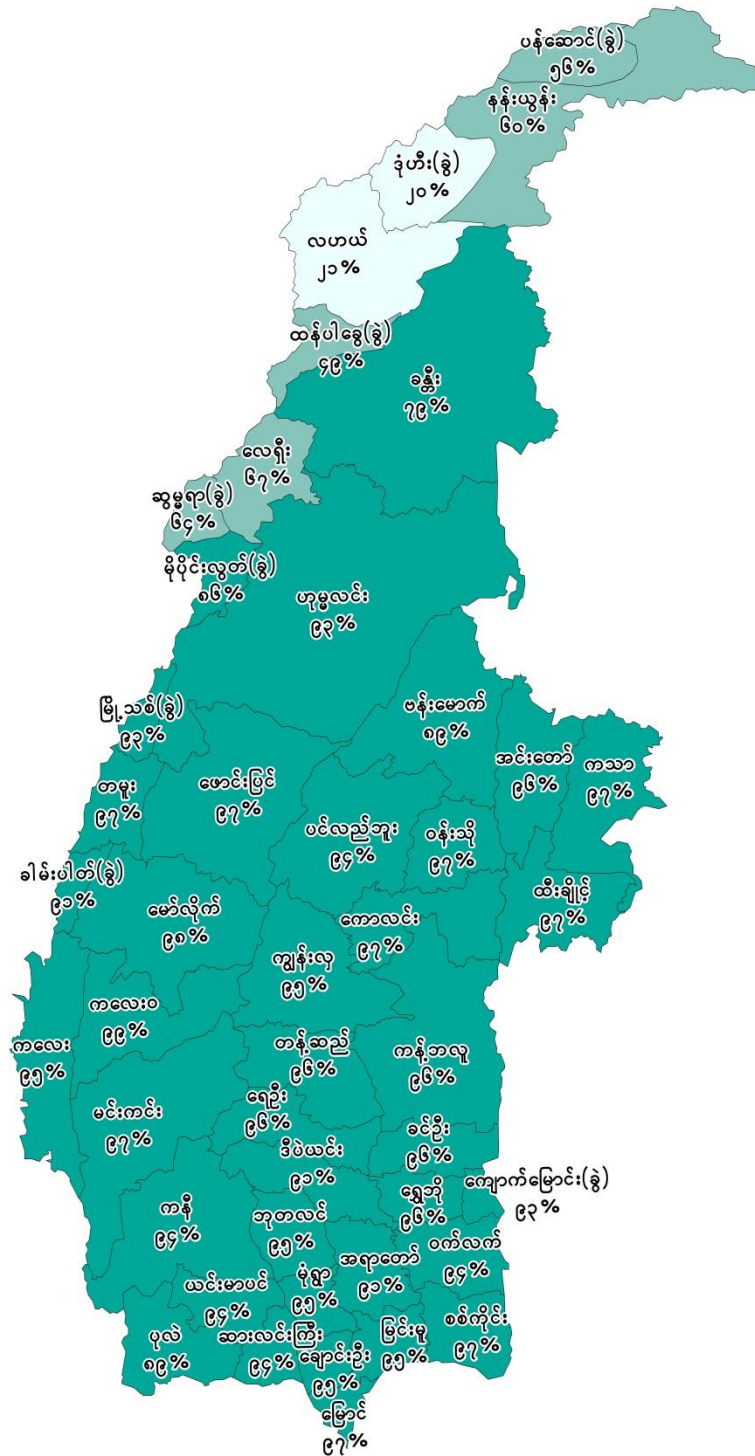 ပန်ဆောင်(ခွဲ)
၅၆%
နန်းယွန်း
၆၀%
ဒုံဟီး(ခွဲ)
၂၀%
လဟယ်
၂၁%
ထန်ပါခွေ(ခွဲ)
၄၉%
ခန္တီး
၇၉%
လေရှီး
၆၇%
ဆွမ္မရာ(ခွဲ)
၆၄%
မိုပိုင်းလွတ်(ခွဲ)
၈၆%
ဟုမ္မလင်း
၉၃%
ဗန်းမောက်
၈၉%
မြို့သစ်(ခွဲ)
၉၃%
အင်းတော်
၉၆%
ကသာ
၉၇%
တမူး
၉၇%
ဖောင်းပြင်
၉၇%
ပင်လည်ဘူး
၉၄%
ဝန်းသို
၉၇%
ခါမ်းပါတ်(ခွဲ)
၉၁%
မော်လိုက်
၉၈%
ကောလင်း
၉၇%
ထီးချိုင့်
၉၇%
ကျွန်းလှ
၉၅%
ကလေးဝ
၉၉%
ကလေး
၉၅%
တန့်ဆည်
၉၆%
ကန့်ဘလူ
၉၆%
ရေဦး
၉၆%
မင်းကင်း
၉၇%
ခင်ဦး
၉၆%
ဒီပဲယင်း
၉၁%
ကျောက်မြောင်း(ခွဲ)
၉၃%
ရွှေဘို
၉၆%
ကနီ
၉၄%
ဘုတလင်
၉၅%
အရာတော်
၉၁%
ဝက်လက်
၉၄%
မုံရွာ
၉၅%
ယင်းမာပင်
၉၄%
စစ်ကိုင်း
၉၇%
ပုလဲ
၈၉%
ဆားလင်းကြီး
၉၄%
ချောင်းဦး
၉၅%
မြင်းမူ
၉၅%
မြောင်
၉၇%